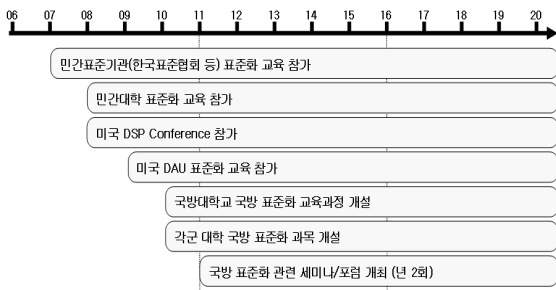 06 07 08 09 10 11 12 13 14 15 16 17 18 19 20
민간표준기관(한국표준협회 등) 표준화 교육 참가
민간대학 표준화 교육 참가
미국 DSP Conference 참가
미국 DAU 표준화 교육 참가
국방대학교 국방 표준화 교육과정 개설
각군 대학 국방 표준화 과목 개설
국방 표준화 관련 세미나/포럼 개최 (년 2회)